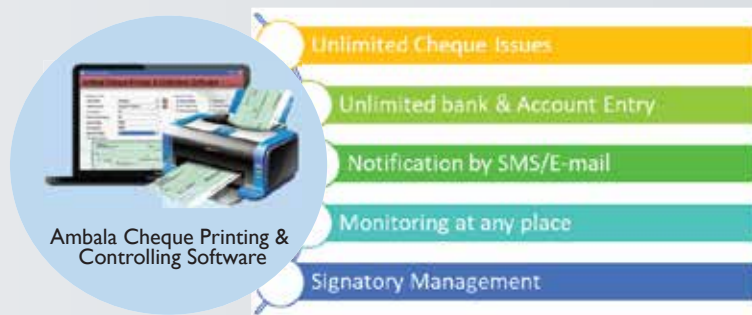 Unlimited Cheque Issues
Unlimited bank & Account Entry
Notification by SMS/E-mail
Monitoring at any place
Signatory Management
Ambala Cheque Printing &
Controlling Software